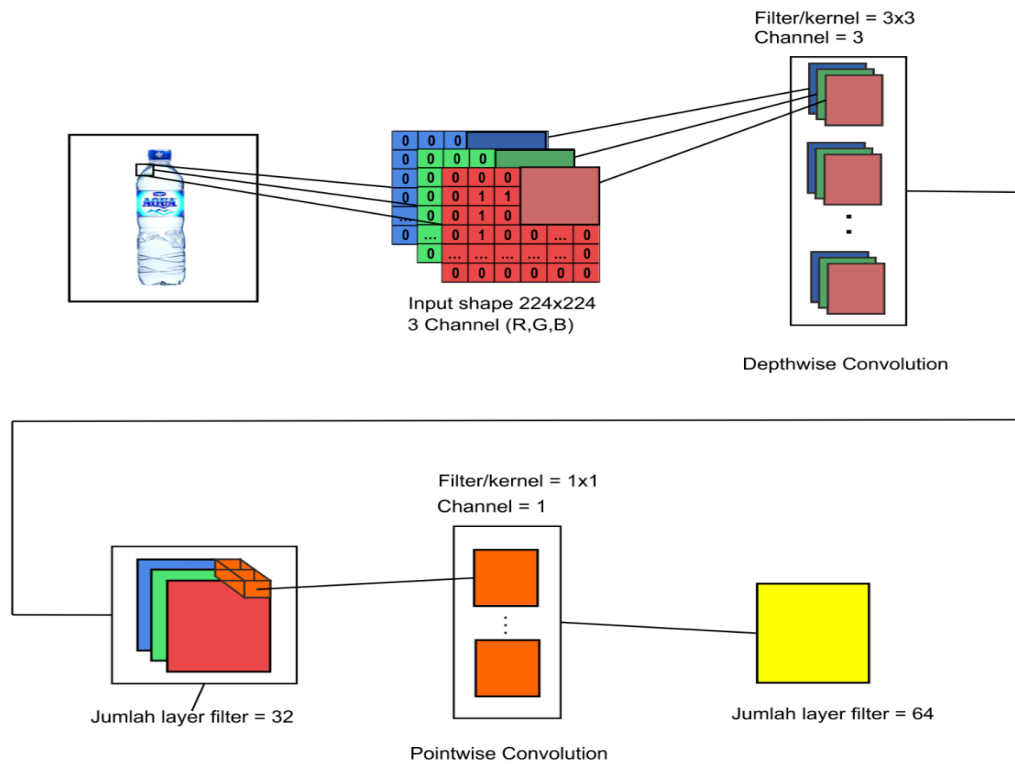 Filter/kernel = 3x3
Channel = 3
AQUA
0 0 0
0 0 0 0
0 0 0 0 0
0 0 0 1 1
... 0 0 1 0
0 ... 0 1 0 0 ... 0
0 ... ... ... ... ... 0
0 0 0 0 0 0
Input shape 224x224
3 Channel (R,G,B)
Depthwise Convolution
Filter/kernel = 1x1
Channel = 1
Jumlah layer filter = 32
Pointwise Convolution
Jumlah layer filter = 64